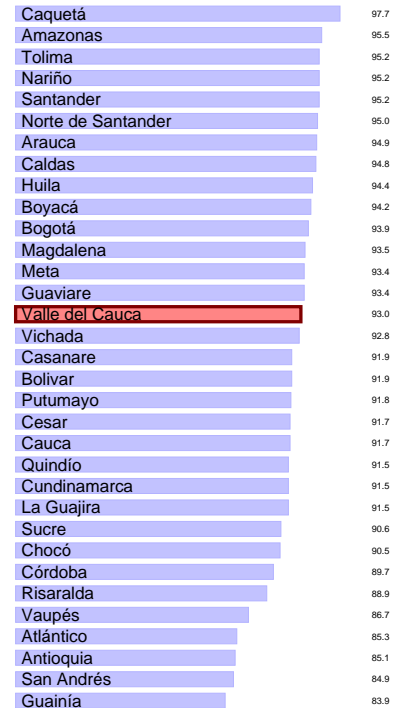 Caquetá 97.7
Amazonas 95.5
Tolima 95.2
Nariño 95.2
Santander 95.2
Norte de Santander 95.0
Arauca 94.9
Caldas 94.8
Huila 94.4
Boyacá 94.2
Bogotá 93.9
Magdalena 93.5
Meta 93.4
Guaviare 93.4
Valle del Cauca 93.0
Vichada 92.8
Casanare 91.9
Bolivar 91.9
Putumayo 91.8
Cesar 91.7
Cauca 91.7
Quindío 91.5
Cundinamarca 91.5
La Guajira 91.5
Sucre 90.6
Chocó 90.5
Córdoba 89.7
Risaralda 88.9
Vaupés 86.7
Atlántico 85.3
Antioquia 85.1
San Andrés 84.9
Guainía 83.9